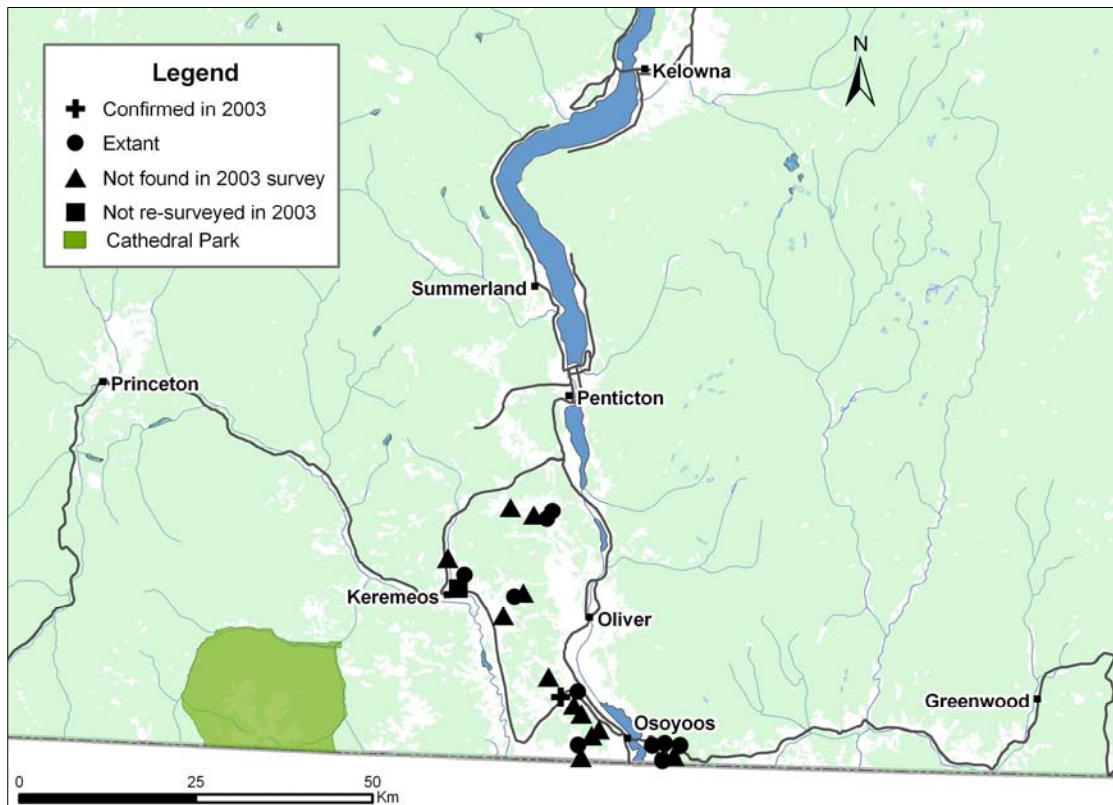 Legend
Confirmed in 2003
Extant
Not found in 2003 survey
Not re-surveyed in 2003
Cathedral Park
N
Kelowna
Summerland
Princeton
Penticton
Keremeos
Oliver
Greenwood
Osoyoos
0 25 50
Km